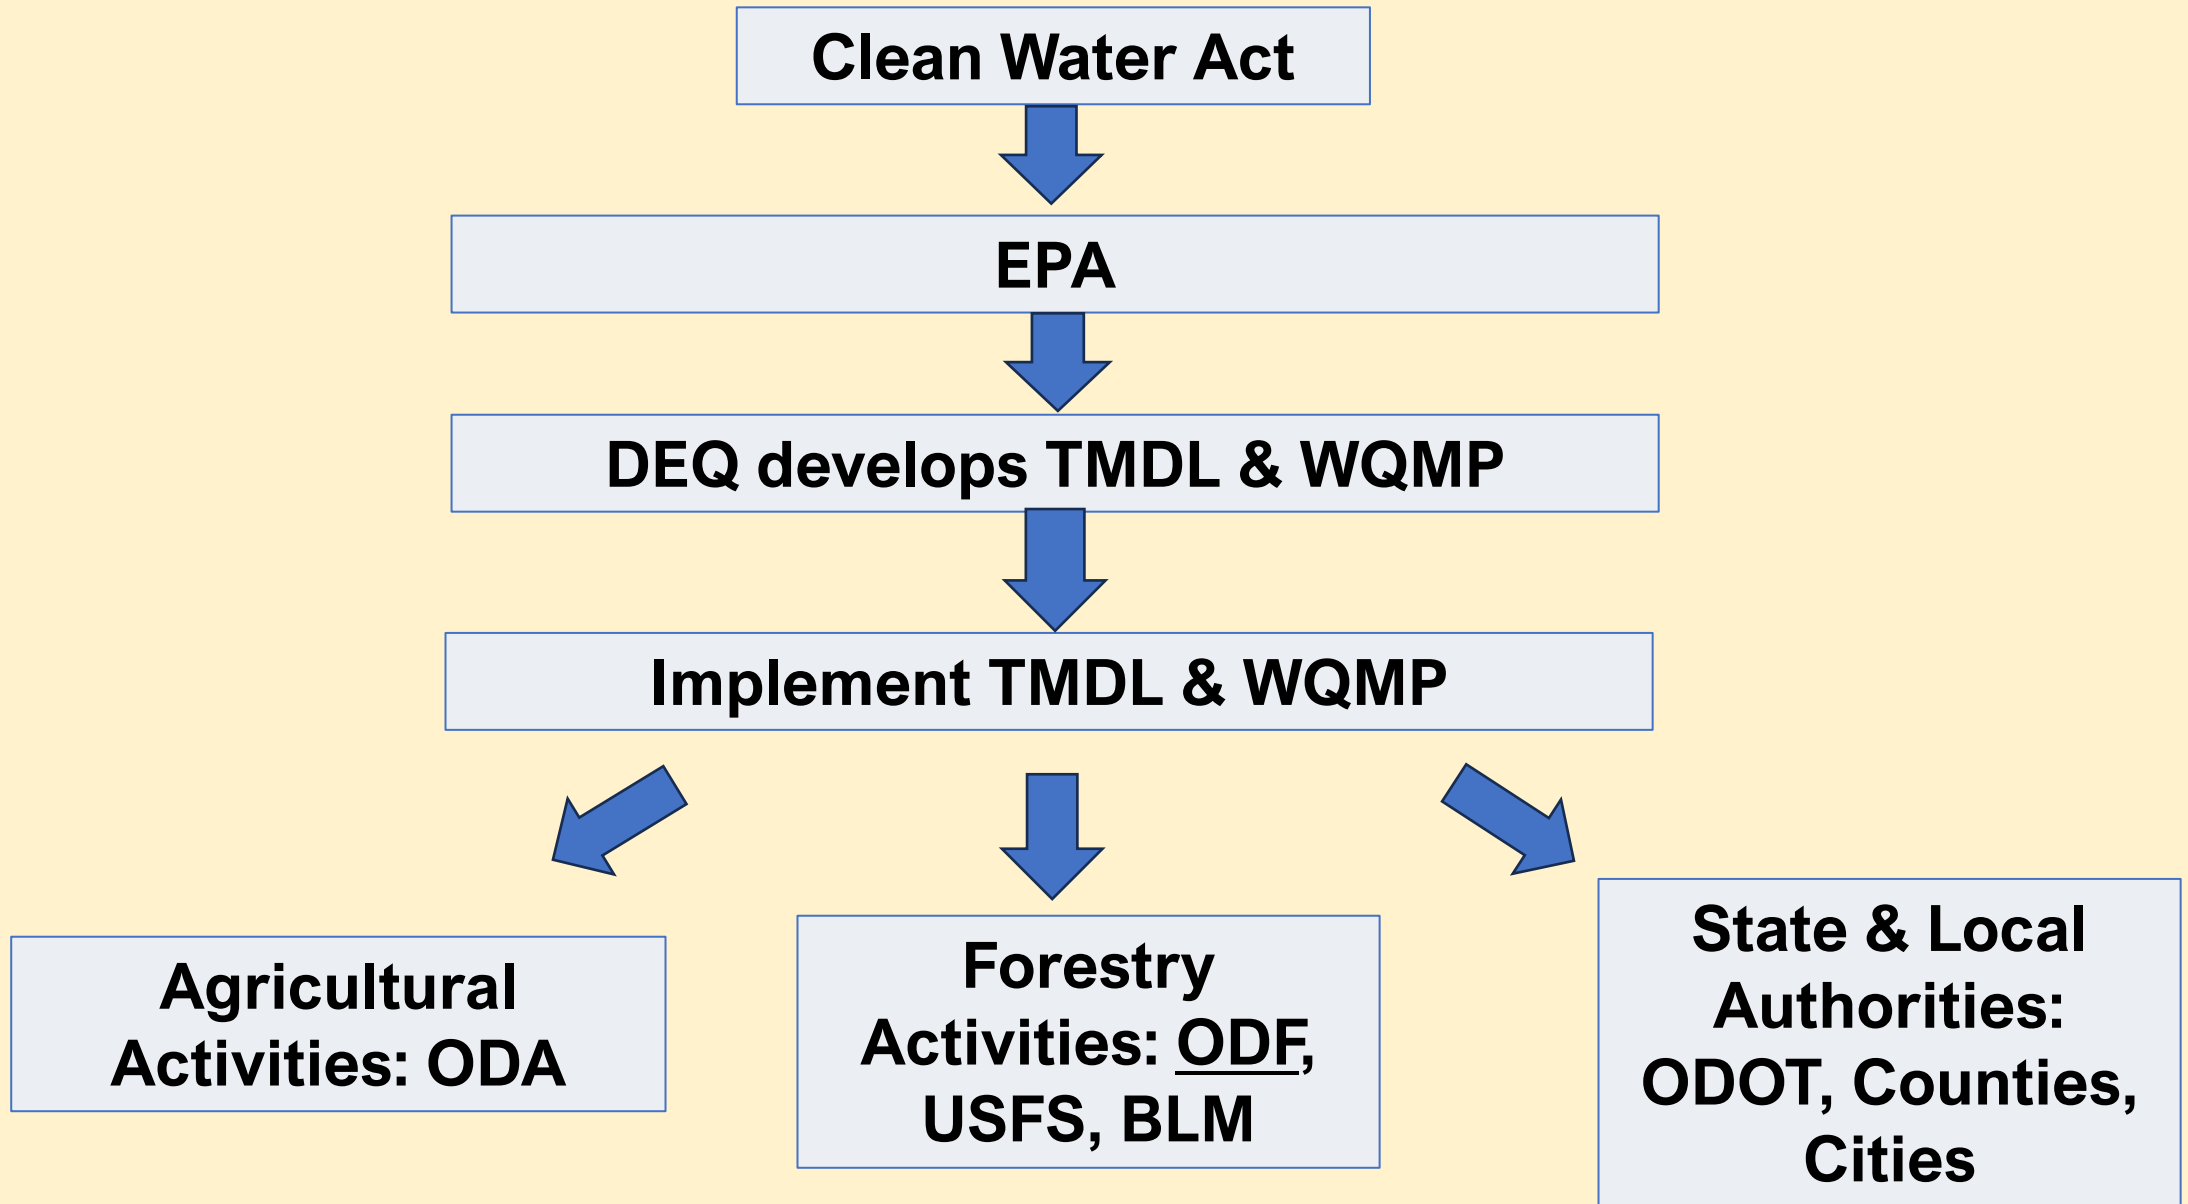 Clean Water Act
EPA
DEQ develops TMDL & WQMP
Implement TMDL & WQMP
Agricultural
Activities: ODA
Forestry
Activities: ODF,
USFS, BLM
State & Local
Authorities:
ODOT, Counties,
Cities